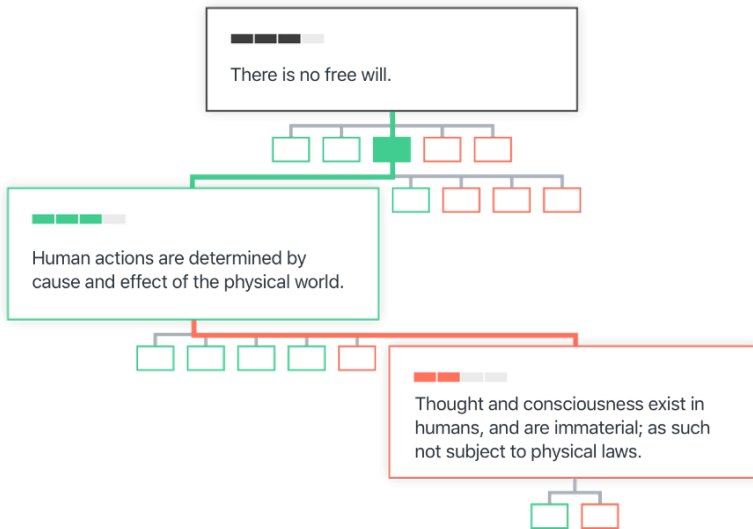 There is no free will.
Human actions are determined by
cause and effect of the physical world.
Thought and consciousness exist in
humans, and are immaterial; as such
not subject to physical laws.